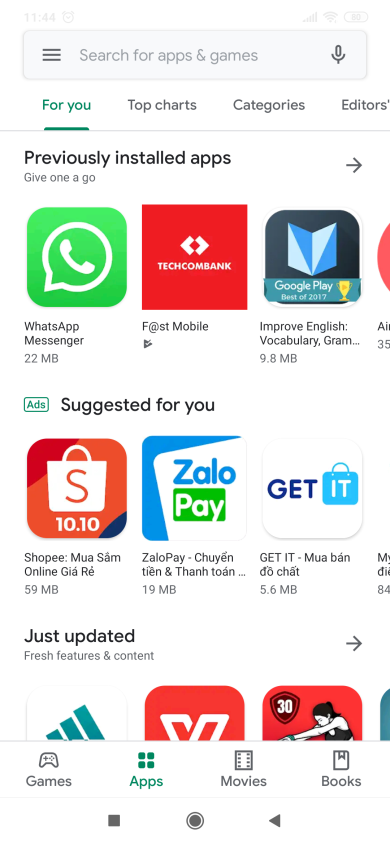 11:44
80
Search for apps & games
For you Top charts Categories Editors'
Previously installed apps
Give one a go
TECHCOMBANK
Google Play
Best of 2017
WhatsApp Messenger
22 MB
F@st Mobile
Improve English: Vocabulary, Gram...
9.8 MB
Ai
35
Ads Suggested for you
S
10.10
Zalo
Pay
GET IT
Shopee: Mua Sắm Online Giá Rẻ
59 MB
ZaloPay - Chuyển tiền & Thanh toán ...
19 MB
GET IT - Mua bán đồ chất
5.6 MB
My
84
Just updated
Fresh features & content
30
Games Apps Movies Books